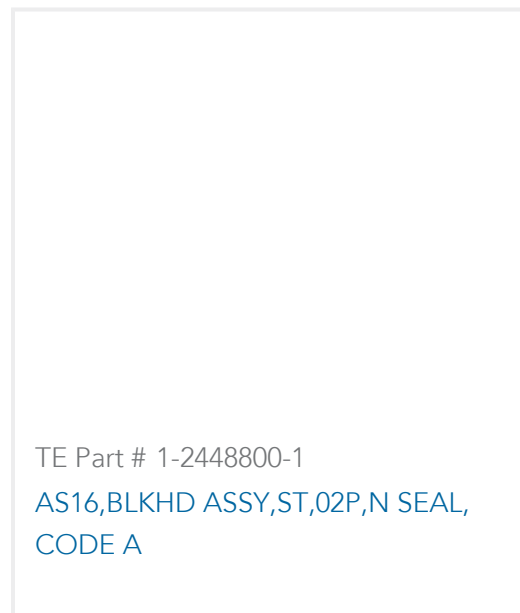 TE Part # 1-2448800-1
AS16,BLKHD ASSY,ST,02P,N SEAL,
CODE A